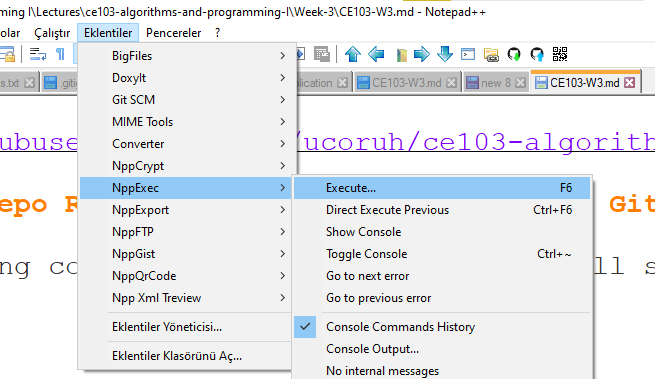 ming I\Lectures\ce103-algorithms-and-programming-I\Week-3\CE103-W3.md - Notepad++
lar Çalıştır Eklentiler Pencereler ?
s.txt .gitig plication CE103-W3.md new 8 CE103-W3.md
BigFiles
DoxyIt
Git SCM
MIME Tools
Converter
NppCrypt
NppExec
NppExport
NppFTP
NppGist
NppQrCode
Npp Xml Treview
Eklentiler Yöneticisi...
Eklentiler Klasörünü Aç...
Execute... F6
Direct Execute Previous Ctrl+F6
Show Console
Toggle Console Ctrl+~
Go to next error
Go to previous error
Console Commands History
Console Output...
No internal messages
ubuse /ucoruh/ce103-algorith
epo R Git
ng co ll s